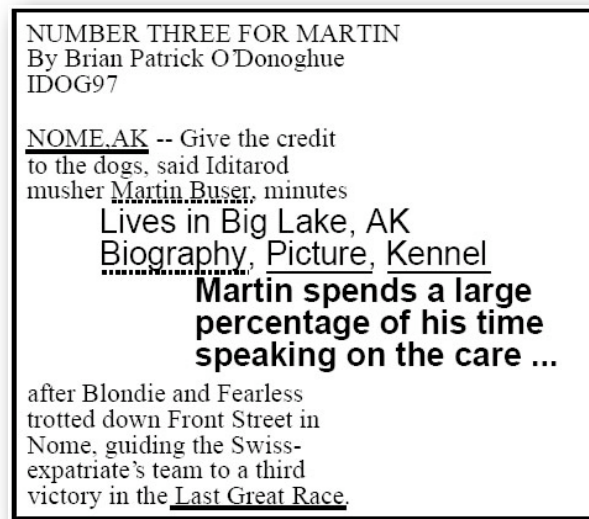 NUMBER THREE FOR MARTIN
By Brian Patrick O'Donoghue
IDOG97
NOME,AK -- Give the credit
to the dogs, said Iditarod
musher Martin Buser, minutes
Lives in Big Lake, AK
Biography, Picture, Kennel
Martin spends a large
percentage of his time
speaking on the care ...
after Blondie and Fearless
trotted down Front Street in
Nome, guiding the Swiss-
expatriate's team to a third
victory in the Last Great Race.